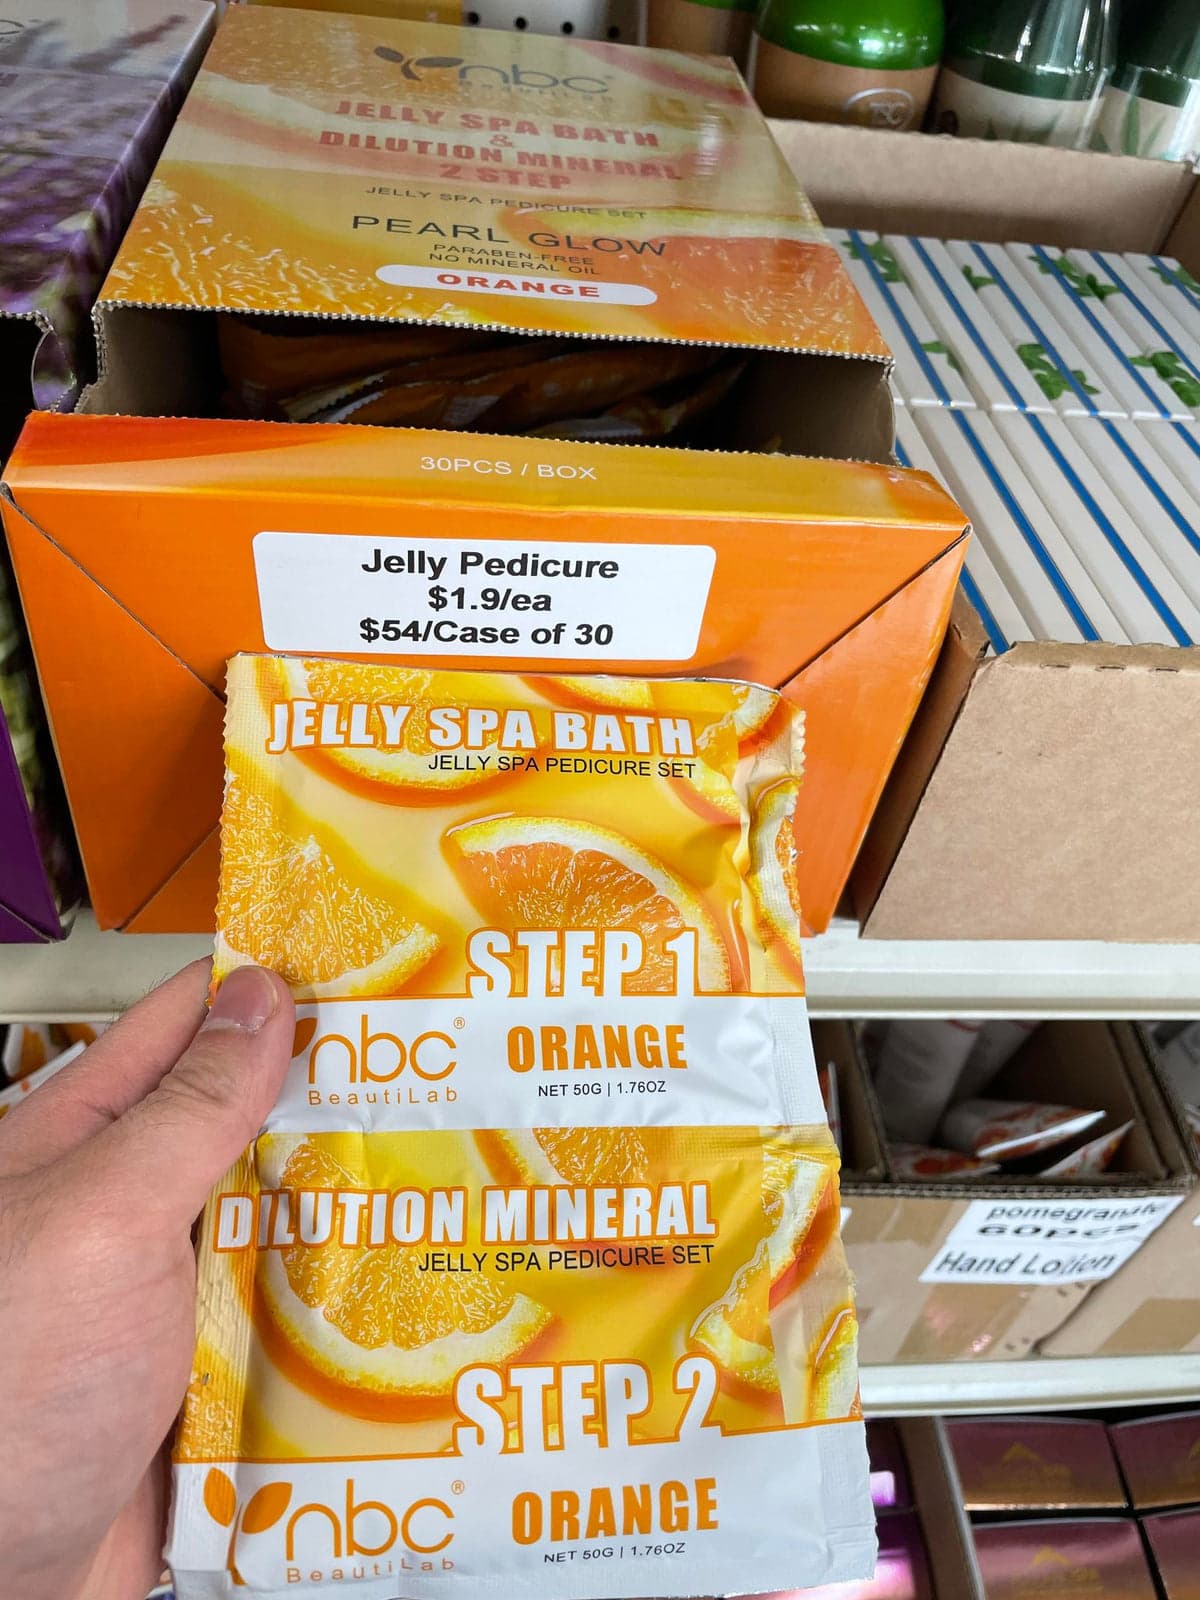 nbc
BeautiLab
JELLY SPA BATH
&
DILUTION MINERAL
2 STEP
JELLY SPA PEDICURE SET
PEARL GLOW
PARABEN-FREE
NO MINERAL OIL
ORANGE
30PCS / BOX
Jelly Pedicure
$1.9/ea
$54/Case of 30
JELLY SPA BATH
JELLY SPA PEDICURE SET
STEP 1
nbc®
BeautiLab
ORANGE
NET 50G | 1.76OZ
DILUTION MINERAL
JELLY SPA PEDICURE SET
STEP 2
nbc®
BeautiLab
ORANGE
NET 50G | 1.76OZ
pomegranate
60pcs
Hand Lotion